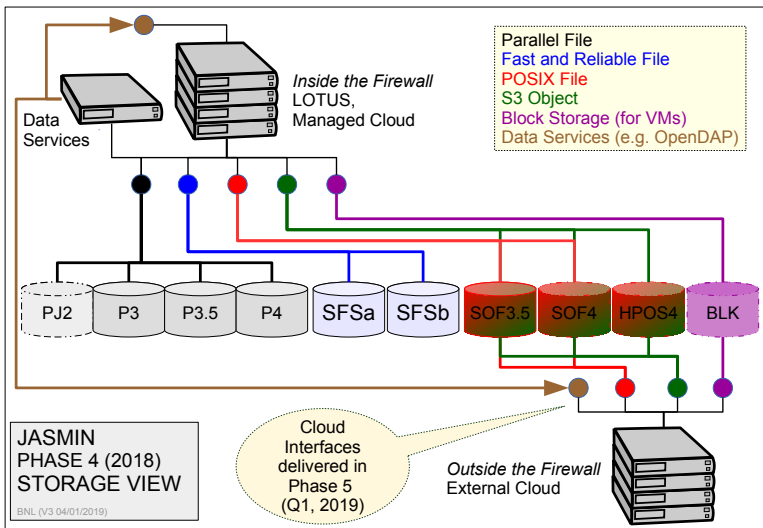 Parallel File
Fast and Reliable File
POSIX File
S3 Object
Block Storage (for VMs)
Data Services (e.g. OpenDAP)
Inside the Firewall
LOTUS,
Managed Cloud
Data
Services
PJ2
P3
P3.5
P4
SFSa
SFSb
SOF3.5
SOF4
HPOS4
BLK
Cloud
Interfaces
delivered in
Phase 5
(Q1, 2019)
JASMIN
PHASE 4 (2018)
STORAGE VIEW
BNL (V3 04/01/2019)
Outside the Firewall
External Cloud